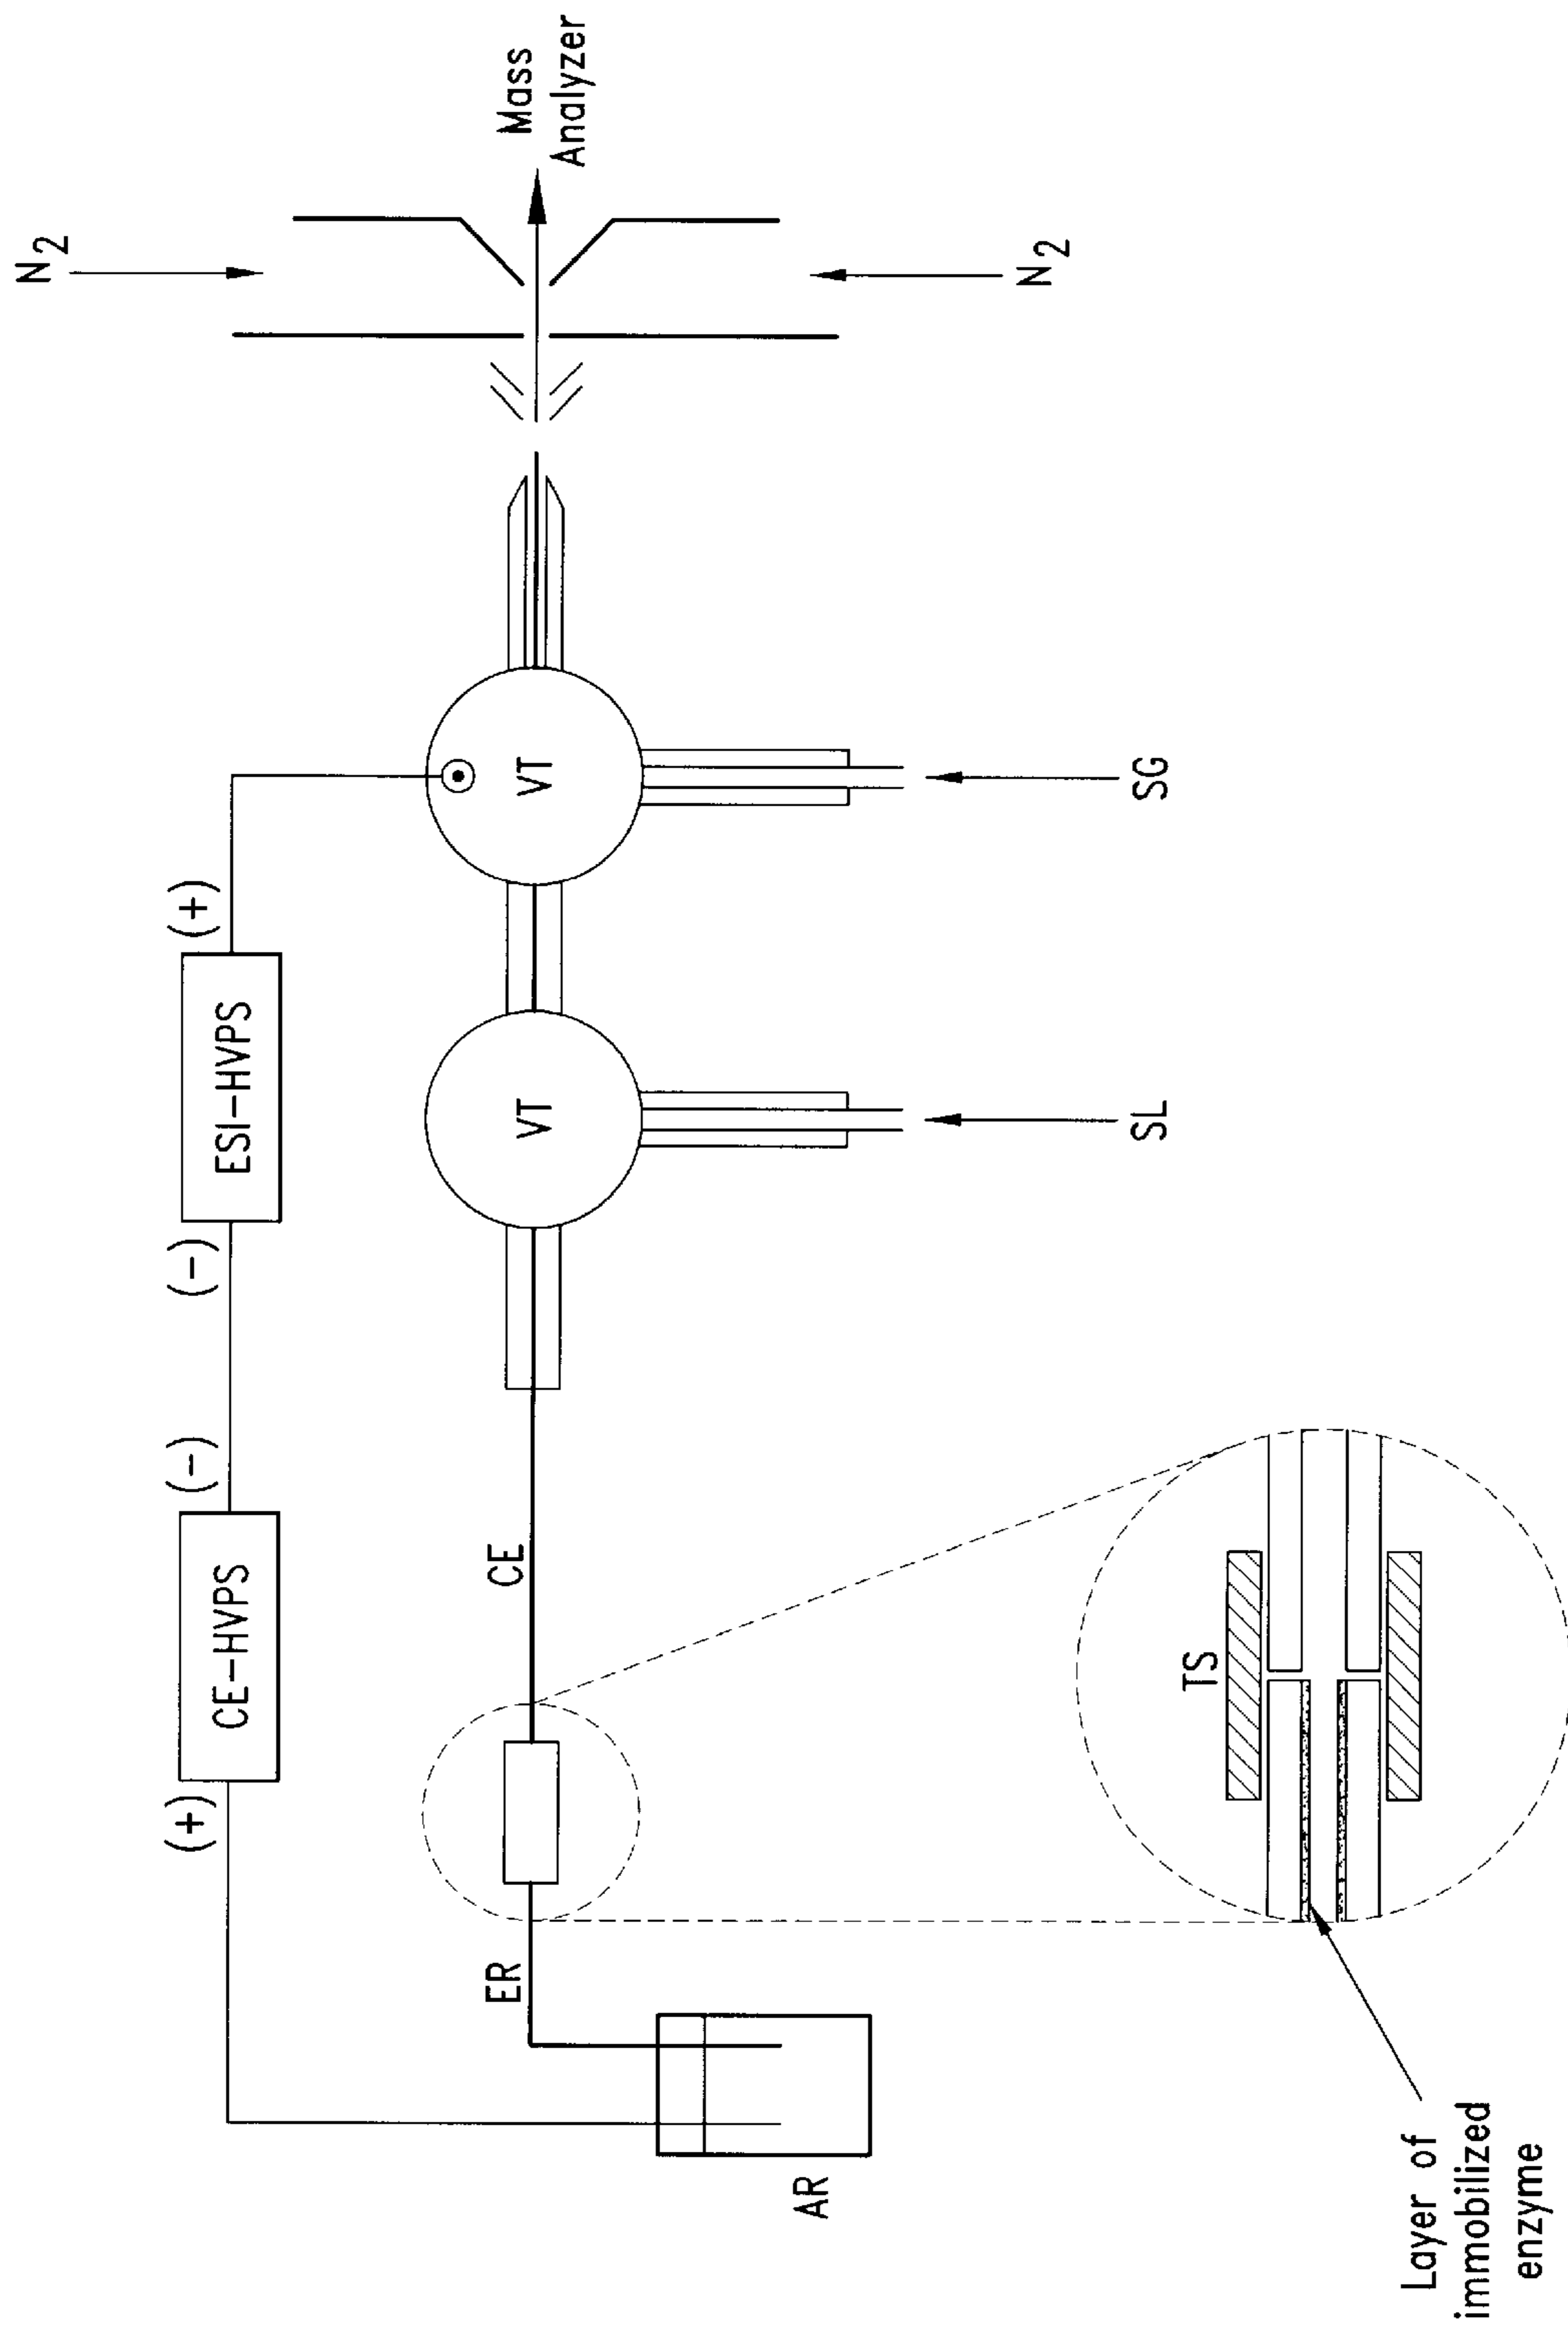 N2
(+)
CE-HVPS
(-)
(-)
ESI-HVPS
(+)
ER
CE
VT
VT
Mass
Analyzer
AR
SL
SG
N2
TS
Layer of
immobilized
enzyme